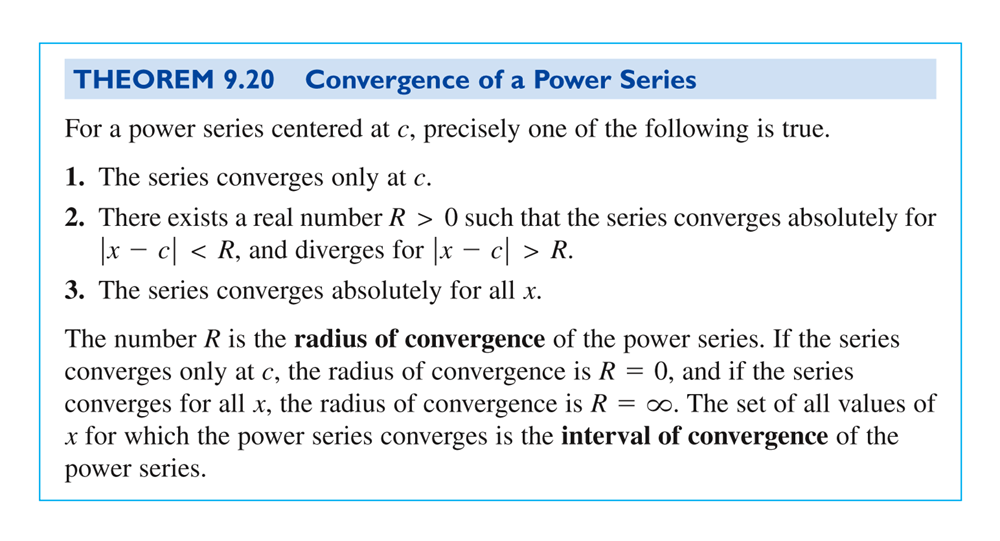 THEOREM 9.20 Convergence of a Power Series
For a power series centered at c, precisely one of the following is true.
1. The series converges only at c.
2. There exists a real number R > 0 such that the series converges absolutely for
|x − c| < R, and diverges for |x − c| > R.
3. The series converges absolutely for all x.
The number R is the radius of convergence of the power series. If the series
converges only at c, the radius of convergence is R = 0, and if the series
converges for all x, the radius of convergence is R = ∞. The set of all values of
x for which the power series converges is the interval of convergence of the
power series.